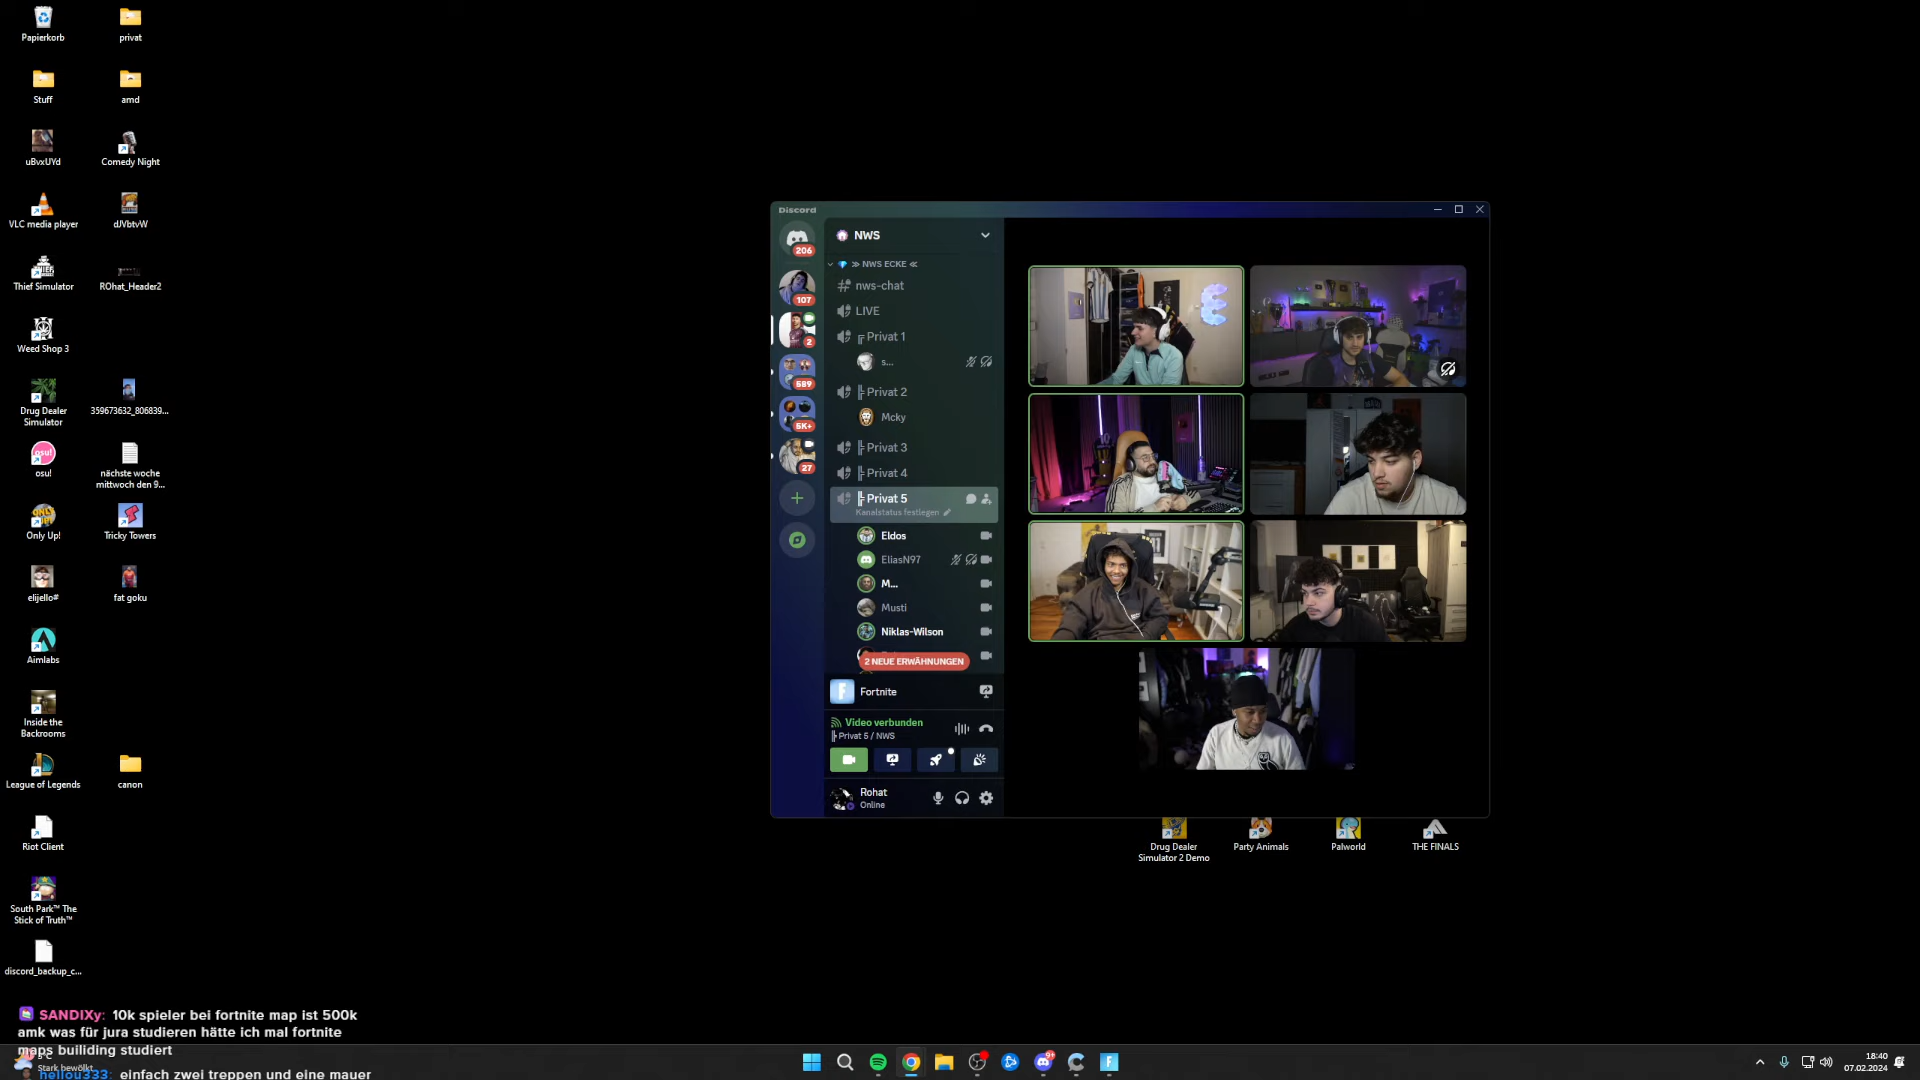 Papierkorb
privat
Stuff
amd
uBvxUYd
Comedy Night
VLC media player
dJVbtvW
Thief Simulator
ROhat_Header2
Weed Shop 3
Drug Dealer
Simulator
359673632_806839...
osu!
nächste woche
mittwoch den 9...
Only Up!
Tricky Towers
elijello#
fat goku
Aimlabs
Inside the
Backrooms
League of Legends
canon
Riot Client
South Park™ The
Stick of Truth™
discord_backup_c...
Discord
NWS
206
≫ NWS ECKE ≪
nws-chat
107
LIVE
Privat 1
2
s...
589
Privat 2
Mcky
5K+
Privat 3
27
Privat 4
Privat 5
Kanalstatus festlegen
Eldos
EliasN97
M...
Musti
Niklas-Wilson
2 NEUE ERWÄHNUNGEN
Fortnite
Video verbunden
Privat 5 / NWS
Rohat
Online
Drug Dealer
Simulator 2 Demo
Party Animals
Palworld
THE FINALS
SANDIXy: 10k spieler bei fortnite map ist 500k
amk was für jura studieren hätte ich mal fortnite
maps builiding studiert
Stark bewölkt
hellou333: einfach zwei treppen und eine mauer
18:40
07.02.2024